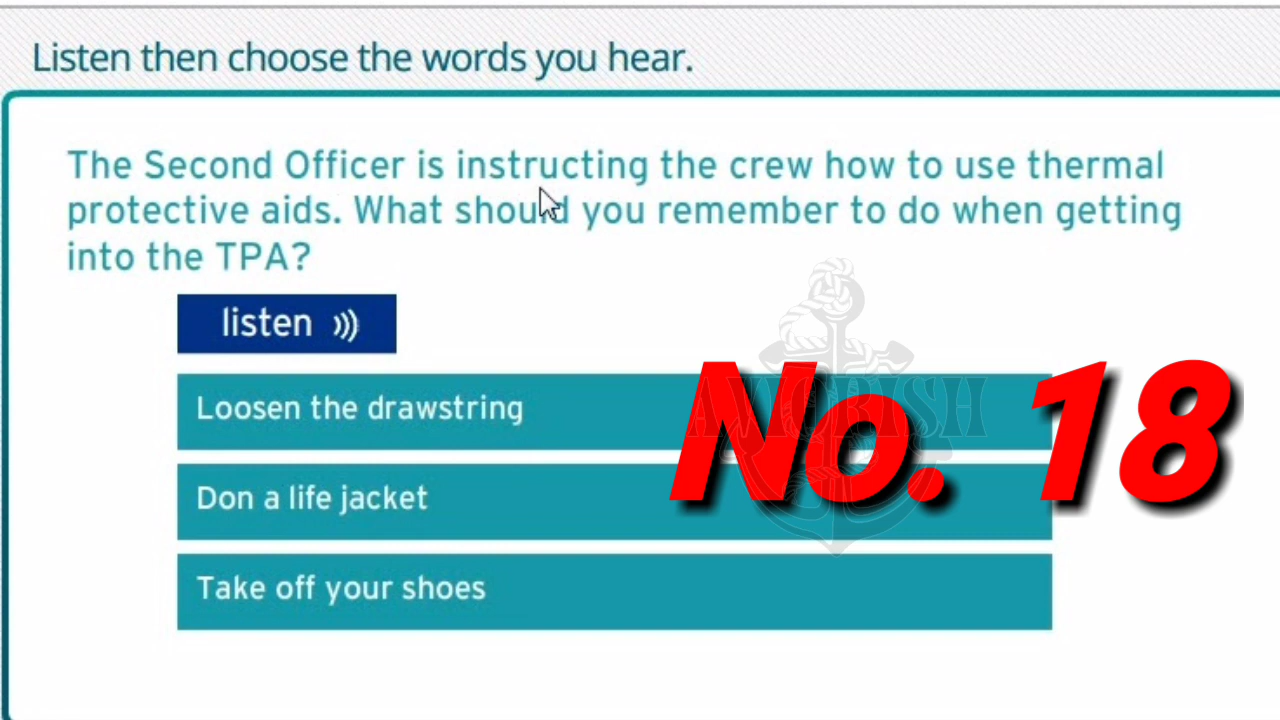 Listen then choose the words you hear.
The Second Officer is instructing the crew how to use thermal
protective aids. What should you remember to do when getting
into the TPA?
listen
Loosen the drawstring
Don a life jacket
Take off your shoes
No. 18